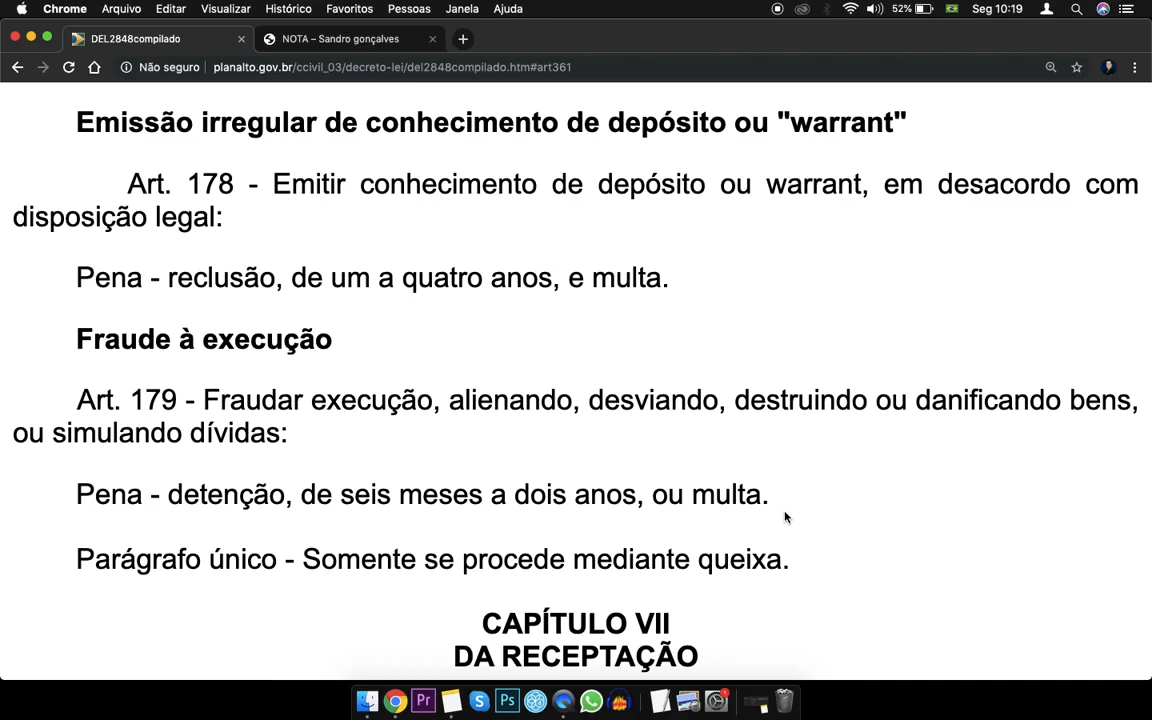 Chrome Arquivo Editar Visualizar Histórico Favoritos Pessoas Janela Ajuda 52% Seg 10:19
DEL2848compilado NOTA – Sandro gonçalves
Não seguro planalto.gov.br/ccivil_03/decreto-lei/del2848compilado.htm#art361
Emissão irregular de conhecimento de depósito ou "warrant"
Art. 178 - Emitir conhecimento de depósito ou warrant, em desacordo com
disposição legal:
Pena - reclusão, de um a quatro anos, e multa.
Fraude à execução
Art. 179 - Fraudar execução, alienando, desviando, destruindo ou danificando bens,
ou simulando dívidas:
Pena - detenção, de seis meses a dois anos, ou multa.
Parágrafo único - Somente se procede mediante queixa.
CAPÍTULO VII
DA RECEPTAÇÃO
Pr Ps